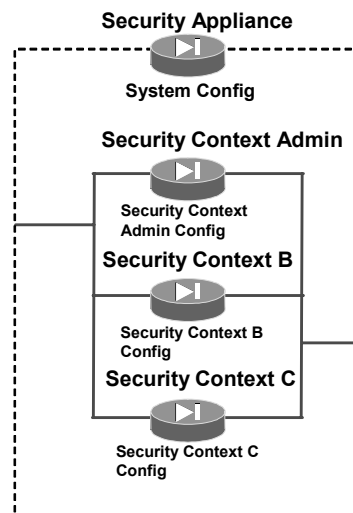 Security Appliance
System Config
Security Context Admin
Security Context
Admin Config
Security Context B
Security Context B
Config
Security Context C
Security Context C
Config